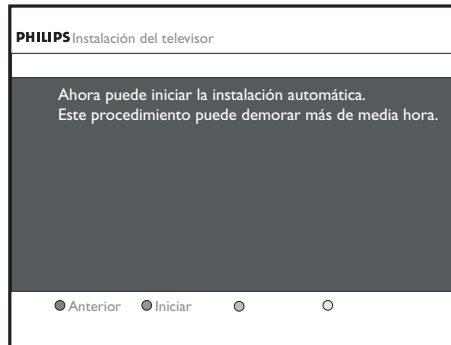 PHILIPS Instalación del televisor
Ahora puede iniciar la instalación automática.
Este procedimiento puede demorar más de media hora.
Anterior Iniciar